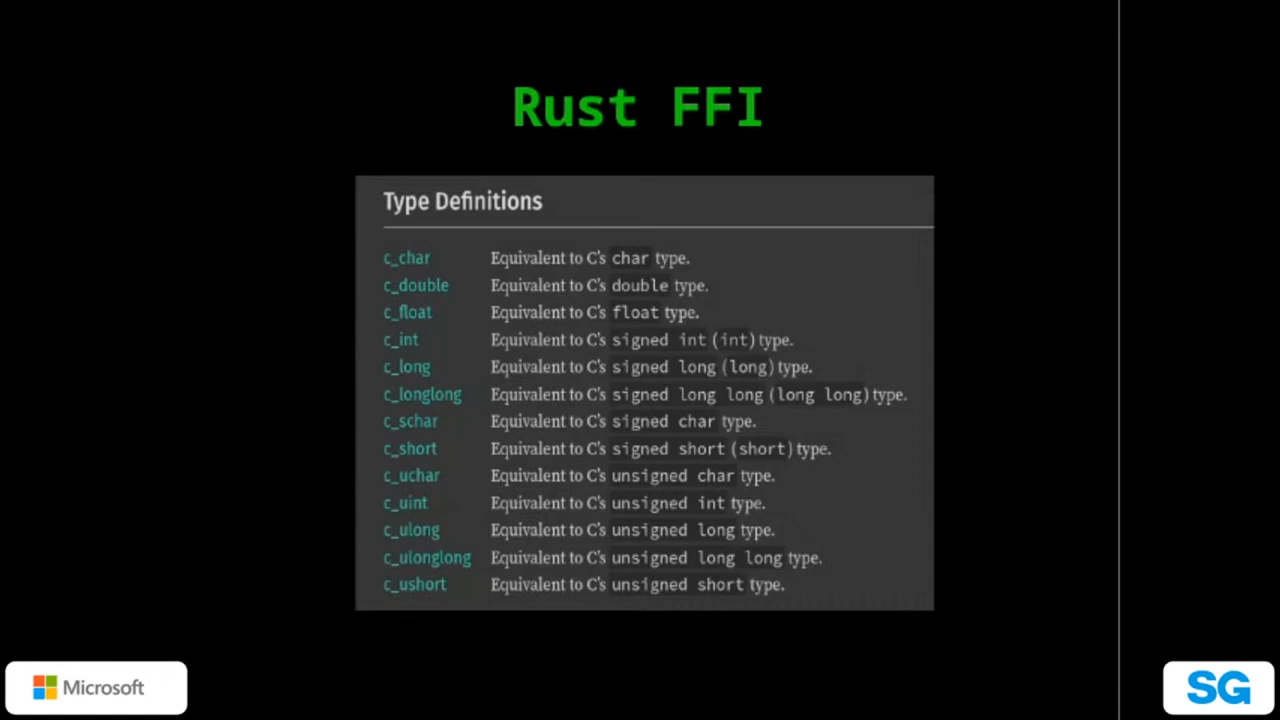 Rust FFI
Type Definitions
c_char Equivalent to C's char type.
c_double Equivalent to C's double type.
c_float Equivalent to C's float type.
c_int Equivalent to C's signed int (int) type.
c_long Equivalent to C's signed long (long) type.
c_longlong Equivalent to C's signed long long (long long) type.
c_schar Equivalent to C's signed char type.
c_short Equivalent to C's signed short (short) type.
c_uchar Equivalent to C's unsigned char type.
c_uint Equivalent to C's unsigned int type.
c_ulong Equivalent to C's unsigned long type.
c_ulonglong Equivalent to C's unsigned long long type.
c_ushort Equivalent to C's unsigned short type.
Microsoft
SG